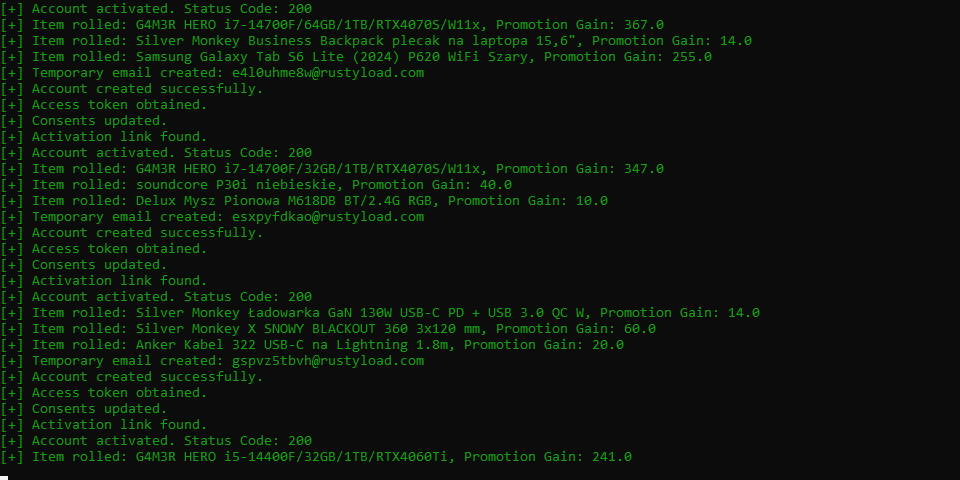 [+] Account activated. Status Code: 200
[+] Item rolled: G4M3R HERO i7-14700F/64GB/1TB/RTX4070S/W11x, Promotion Gain: 367.0
[+] Item rolled: Silver Monkey Business Backpack plecak na laptopa 15,6", Promotion Gain: 14.0
[+] Item rolled: Samsung Galaxy Tab S6 Lite (2024) P620 WiFi Szary, Promotion Gain: 255.0
[+] Temporary email created: e4l0uhme8w@rustyload.com
[+] Account created successfully.
[+] Access token obtained.
[+] Consents updated.
[+] Activation link found.
[+] Account activated. Status Code: 200
[+] Item rolled: G4M3R HERO i7-14700F/32GB/1TB/RTX4070S/W11x, Promotion Gain: 347.0
[+] Item rolled: soundcore P30i niebieskie, Promotion Gain: 40.0
[+] Item rolled: Delux Mysz Pionowa M618DB BT/2.4G RGB, Promotion Gain: 10.0
[+] Temporary email created: esxpyfdkao@rustyload.com
[+] Account created successfully.
[+] Access token obtained.
[+] Consents updated.
[+] Activation link found.
[+] Account activated. Status Code: 200
[+] Item rolled: Silver Monkey Ładowarka GaN 130W USB-C PD + USB 3.0 QC W, Promotion Gain: 14.0
[+] Item rolled: Silver Monkey X SNOWY BLACKOUT 360 3x120 mm, Promotion Gain: 60.0
[+] Item rolled: Anker Kabel 322 USB-C na Lightning 1.8m, Promotion Gain: 20.0
[+] Temporary email created: gspvz5tbvh@rustyload.com
[+] Account created successfully.
[+] Access token obtained.
[+] Consents updated.
[+] Activation link found.
[+] Account activated. Status Code: 200
[+] Item rolled: G4M3R HERO i5-14400F/32GB/1TB/RTX4060Ti, Promotion Gain: 241.0